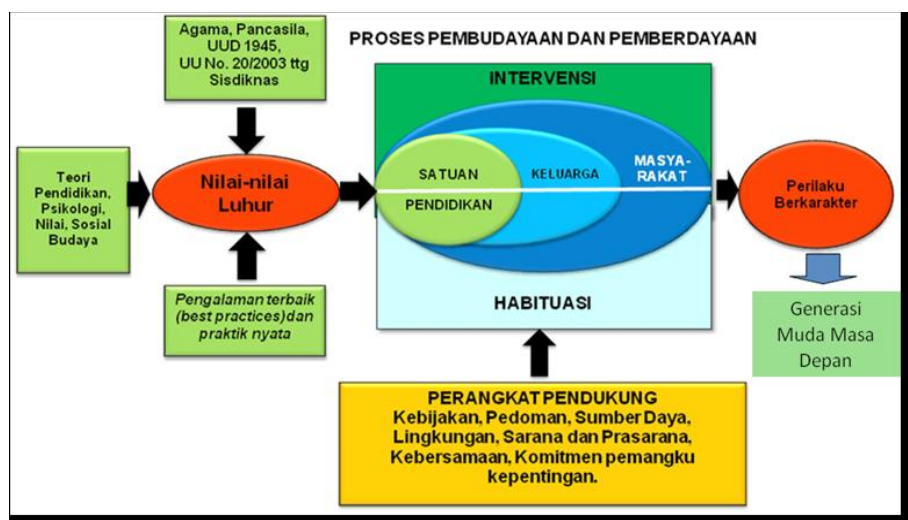 Agama, Pancasila,
UUD 1945,
UU No. 20/2003 ttg
Sisdiknas
PROSES PEMBUDAYAAN DAN PEMBERDAYAAN
INTERVENSI
Teori
Pendidikan,
Psikologi,
Nilai, Sosial
Budaya
Nilai-nilai
Luhur
SATUAN
PENDIDIKAN
KELUARGA
MASYA-
RAKAT
Perilaku
Berkarakter
Pengalaman terbaik
(best practices)dan
praktik nyata
HABITUASI
Generasi
Muda Masa
Depan
PERANGKAT PENDUKUNG
Kebijakan, Pedoman, Sumber Daya,
Lingkungan, Sarana dan Prasarana,
Kebersamaan, Komitmen pemangku
kepentingan.